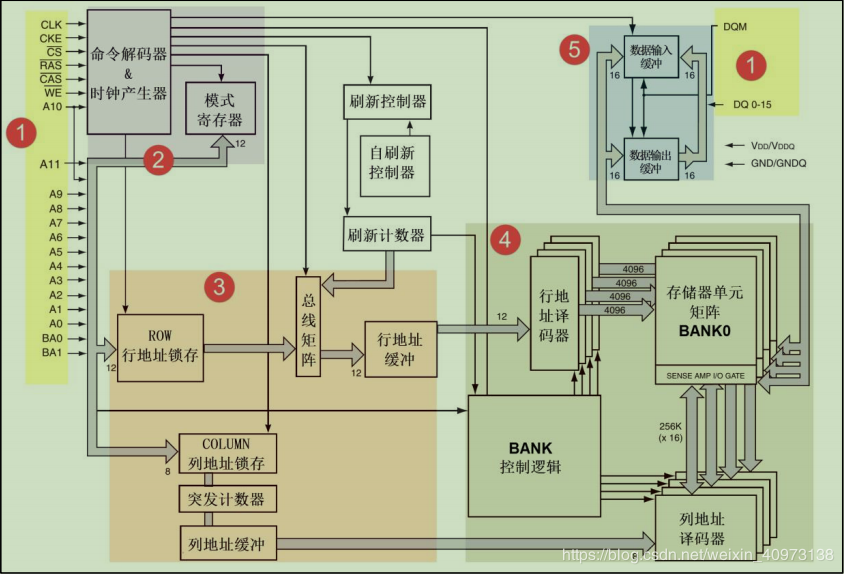 CLK
CKE
CS
RAS
CAS
WE
A10
1
A11
A9
A8
A7
A6
A5
A4
A3
A2
A1
A0
BA0
BA1
命令解码器
&
时钟产生器
模式
寄存器
12
2
刷新控制器
自刷新
控制器
刷新计数器
5
数据输入
缓冲
16
16
数据输出
缓冲
16
16
DQM
1
DQ 0-15
VDD/VDDQ
GND/GNDQ
3
ROW
行地址锁存
12
总
线
矩
阵
12
行地址
缓冲
12
COLUMN
列地址锁存
8
突发计数器
列地址缓冲
4
行地
址译
码器
4096
4096
4096
4096
存储器单元
矩阵
BANK0
SENSE AMP I/O GATE
BANK
控制逻辑
256K
(x 16)
列地址
译码器
https://blog.csdn.net/weixin_40973138